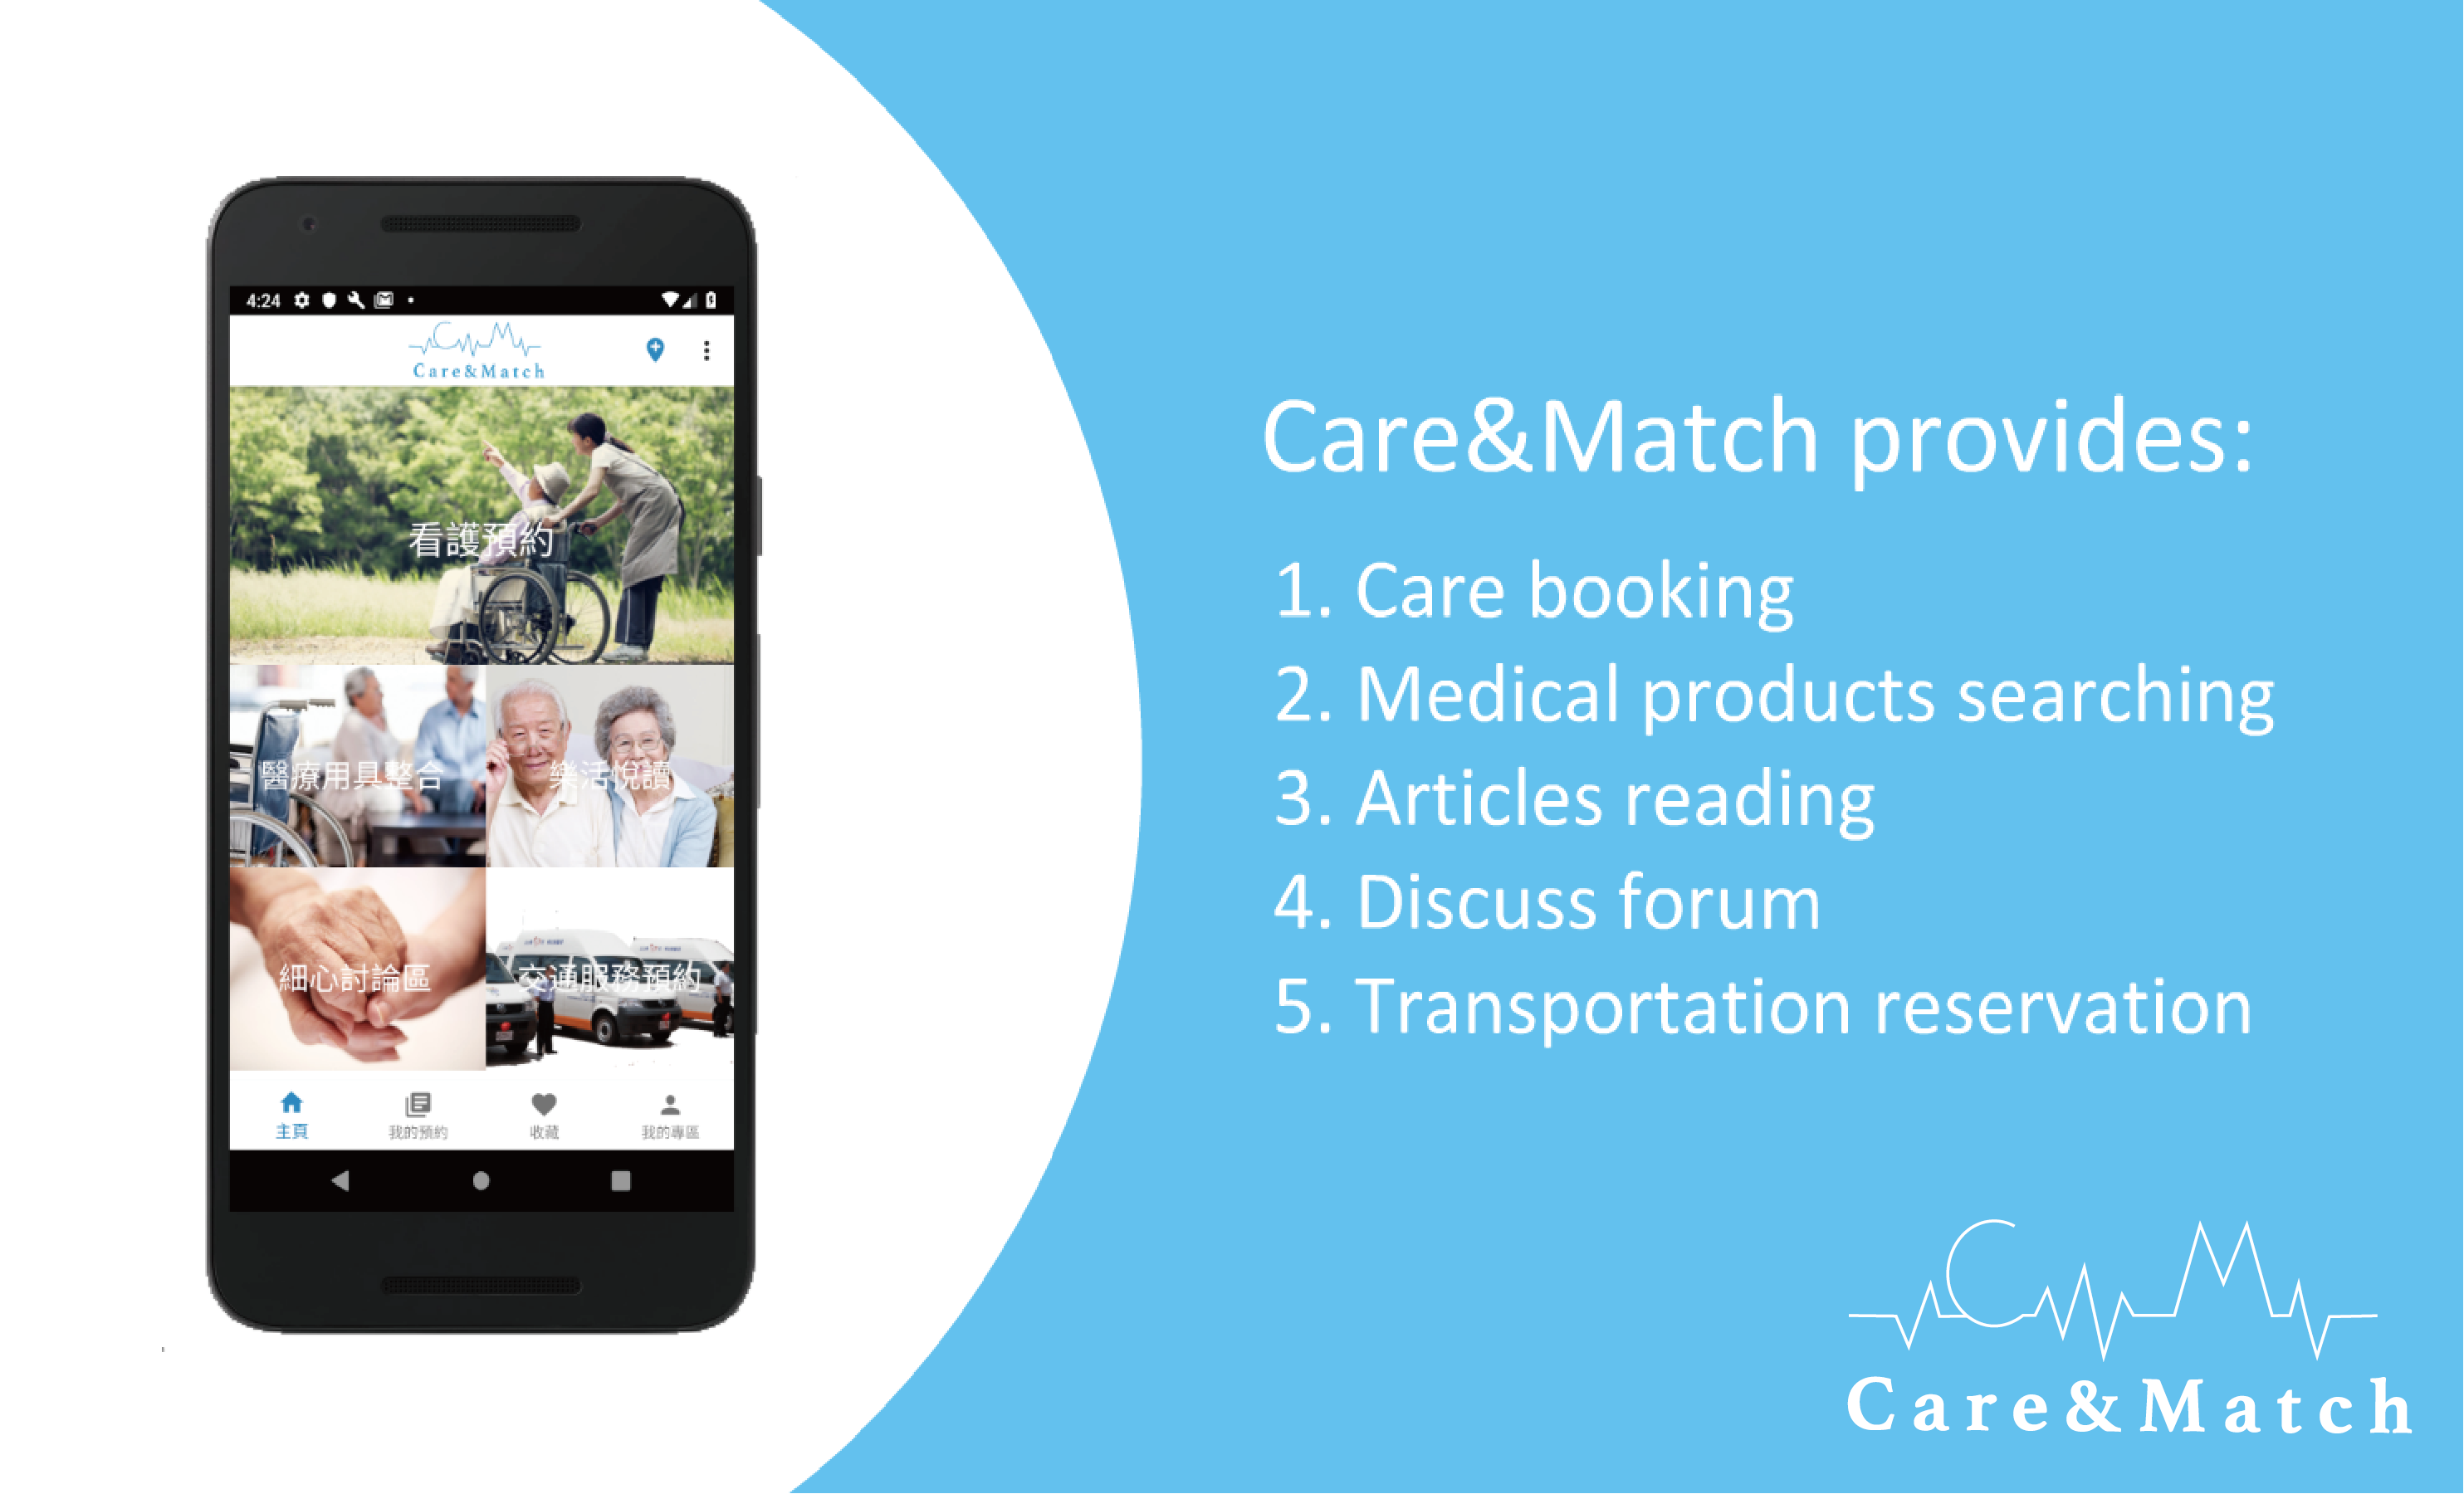 4:24
Care&Match
看護預約
醫療用具整合
樂活悅讀
細心討論區
交通服務預約
主頁
我的預約
收藏
我的專區
Care&Match provides:
1. Care booking
2. Medical products searching
3. Articles reading
4. Discuss forum
5. Transportation reservation
CM
Care&Match